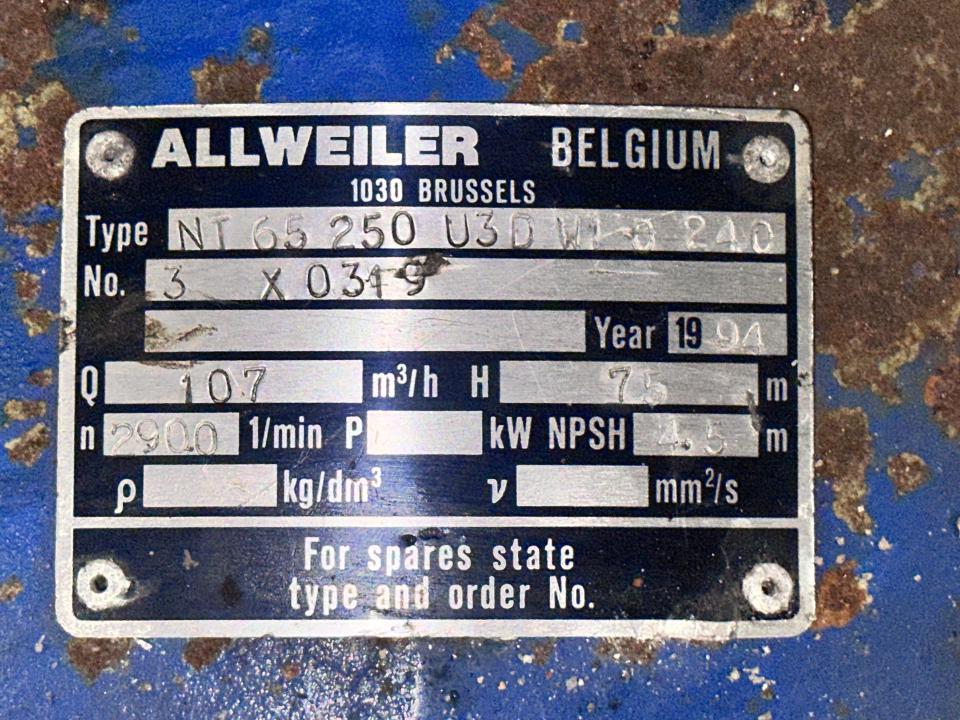 ALLWEILER BELGIUM
1030 BRUSSELS
Type NT 65 250 U3D 240
No. 3 X 0319
Year 1994
Q 107 m³/h H 75 m
n 2900 1/min P kW NPSH 4.5 m
ρ kg/dm³ ν mm²/s
For spares state
type and order No.